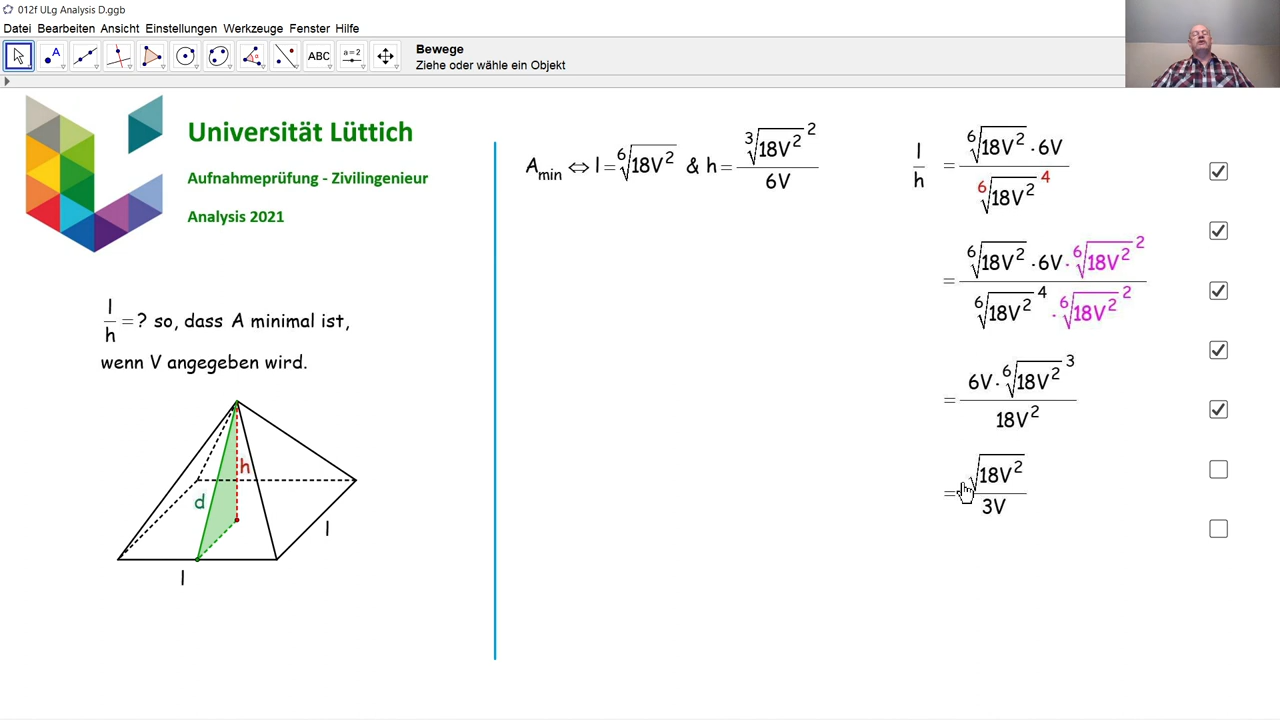 012f ULg Analysis D.ggb
Datei Bearbeiten Ansicht Einstellungen Werkzeuge Fenster Hilfe
A ABC a=2
Bewege
Ziehe oder wähle ein Objekt
Universität Lüttich
Aufnahmeprüfung - Zivilingenieur
Analysis 2021
l/h = ? so, dass A minimal ist,
wenn V angegeben wird.
h
d
l
l
A_min ⇔ l = ⁶√(18V²) & h = ³√(18V²)² / 6V
l/h = (⁶√(18V²) · 6V) / ⁶√(18V²)⁴
= (⁶√(18V²) · 6V · ⁶√(18V²)²) / (⁶√(18V²)⁴ · ⁶√(18V²)²)
= (6V · ⁶√(18V²)³) / 18V²
= √(18V²) / 3V